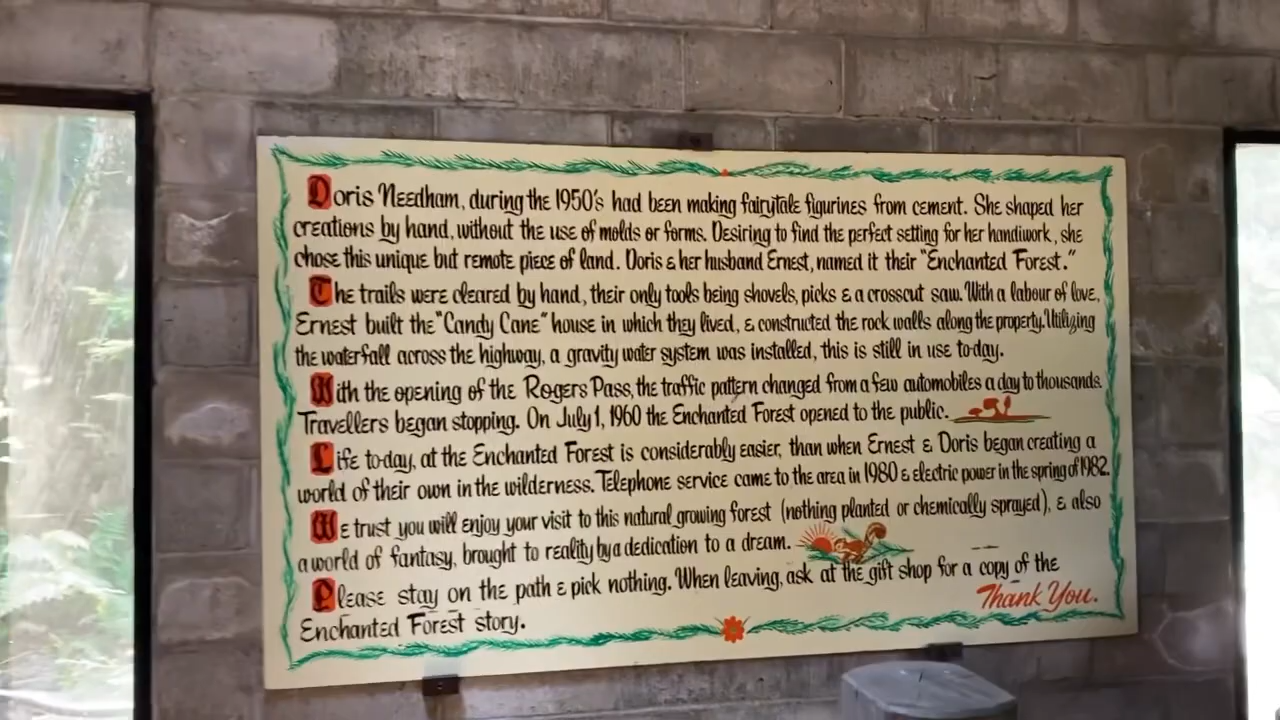 Doris Needham, during the 1950's had been making fairytale figurines from cement. She shaped her
creations by hand, without the use of molds or forms. Desiring to find the perfect setting for her handiwork, she
chose this unique but remote piece of land. Doris & her husband Ernest, named it their "Enchanted Forest."
The trails were cleared by hand, their only tools being shovels, picks & a crosscut saw. With a labour of love,
Ernest built the "Candy Cane" house in which they lived, & constructed the rock walls along the property. Utilizing
the waterfall across the highway, a gravity water system was installed, this is still in use to-day.
With the opening of the Rogers Pass, the traffic pattern changed from a few automobiles a day to thousands.
Travellers began stopping. On July 1, 1960 the Enchanted Forest opened to the public.
Life to-day, at the Enchanted Forest is considerably easier, than when Ernest & Doris began creating a
world of their own in the wilderness. Telephone service came to the area in 1980 & electric power in the spring of 1982.
We trust you will enjoy your visit to this natural growing forest (nothing planted or chemically sprayed), & also
a world of fantasy, brought to reality by a dedication to a dream.
Please stay on the path & pick nothing. When leaving, ask at the gift shop for a copy of the
Enchanted Forest story.
Thank You.